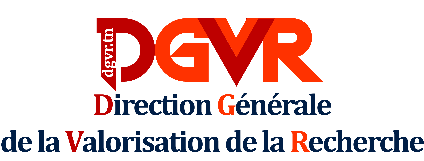 dgvr.tn
DGVR
Direction Générale
de la Valorisation de la Recherche